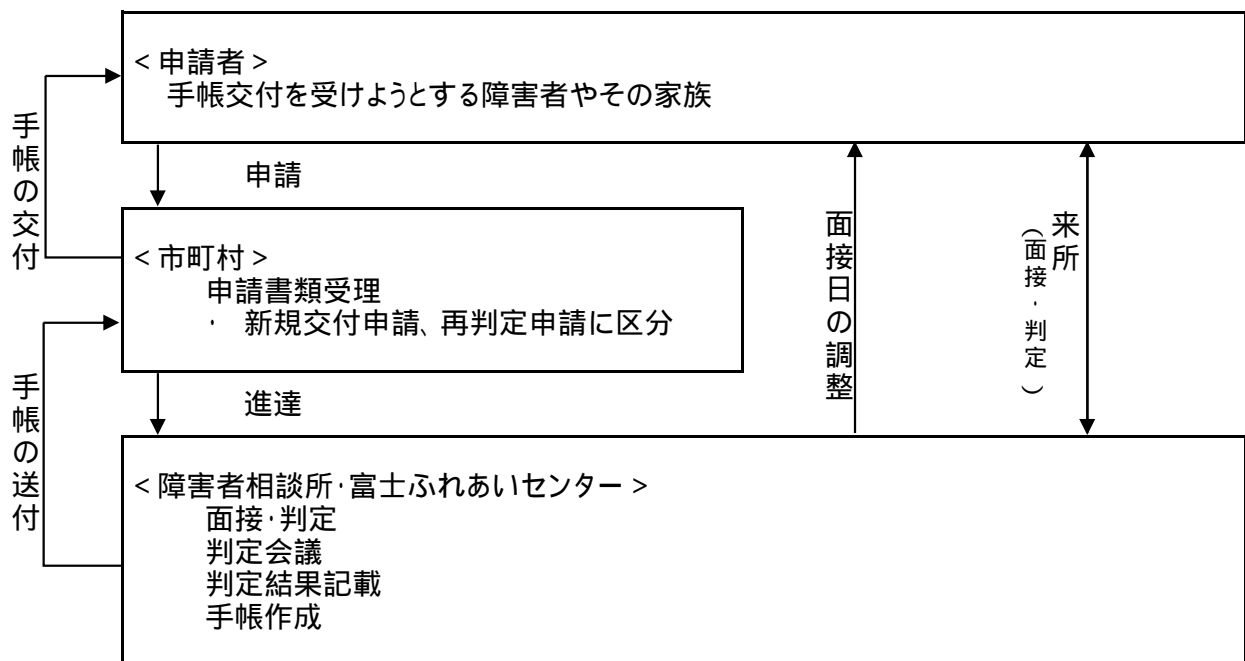 <申請者>
手帳交付を受けようとする障害者やその家族
手帳の交付
申請
<市町村>
申請書類受理
・ 新規交付申請、再判定申請に区分
面接日の調整
来所
(面接・判定)
手帳の送付
進達
<障害者相談所・富士ふれあいセンター>
面接・判定
判定会議
判定結果記載
手帳作成